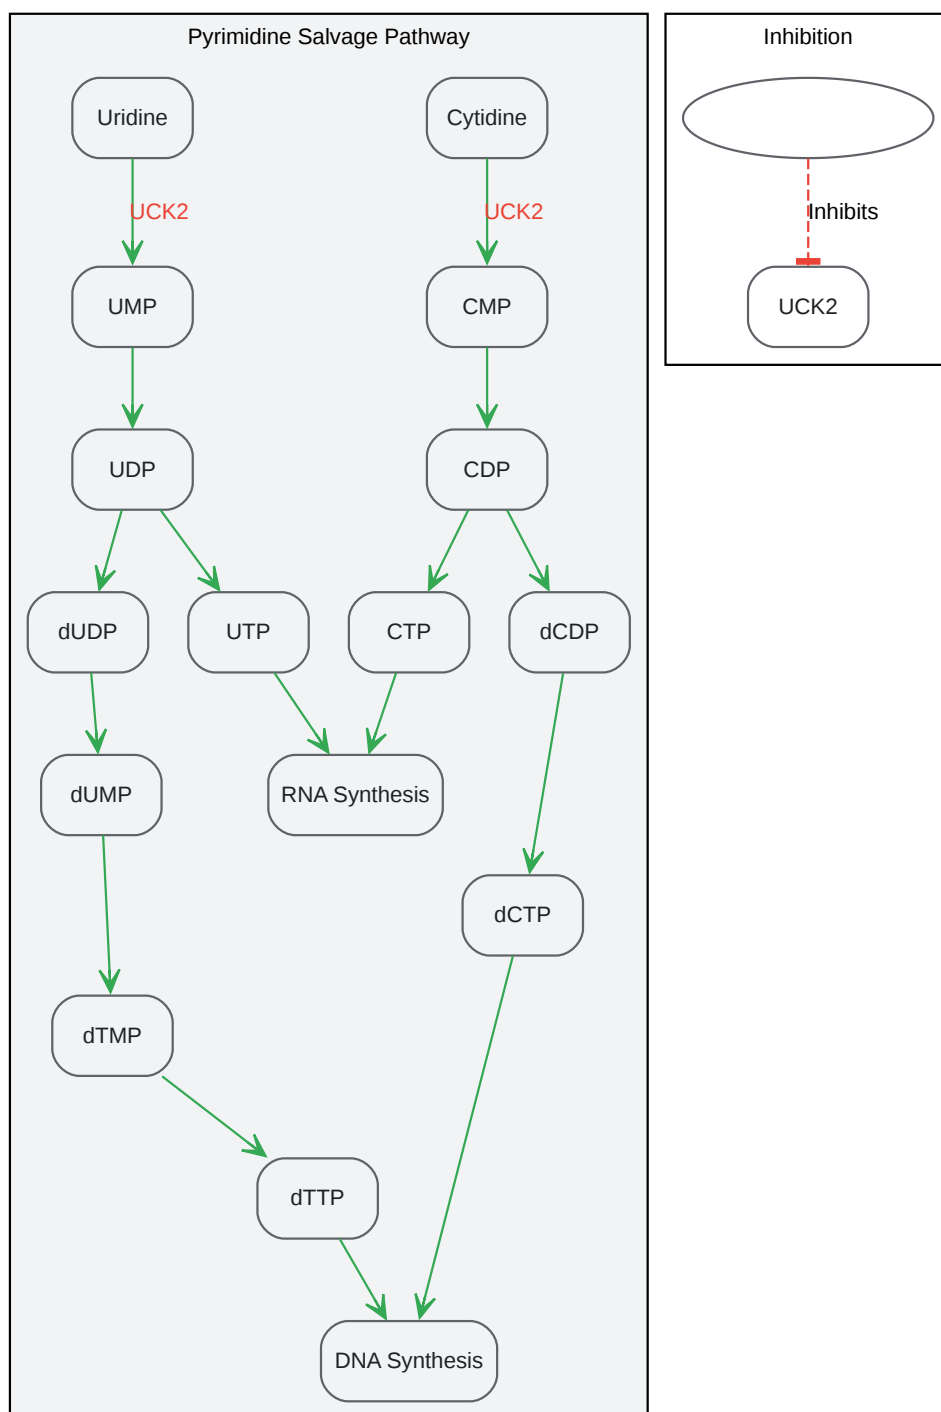 Pyrimidine Salvage Pathway
Inhibition
Uridine
Cytidine
UCK2
UCK2
Inhibits
UMP
CMP
UCK2
UDP
CDP
dUDP
UTP
CTP
dCDP
dUMP
RNA Synthesis
dCTP
dTMP
dTTP
DNA Synthesis